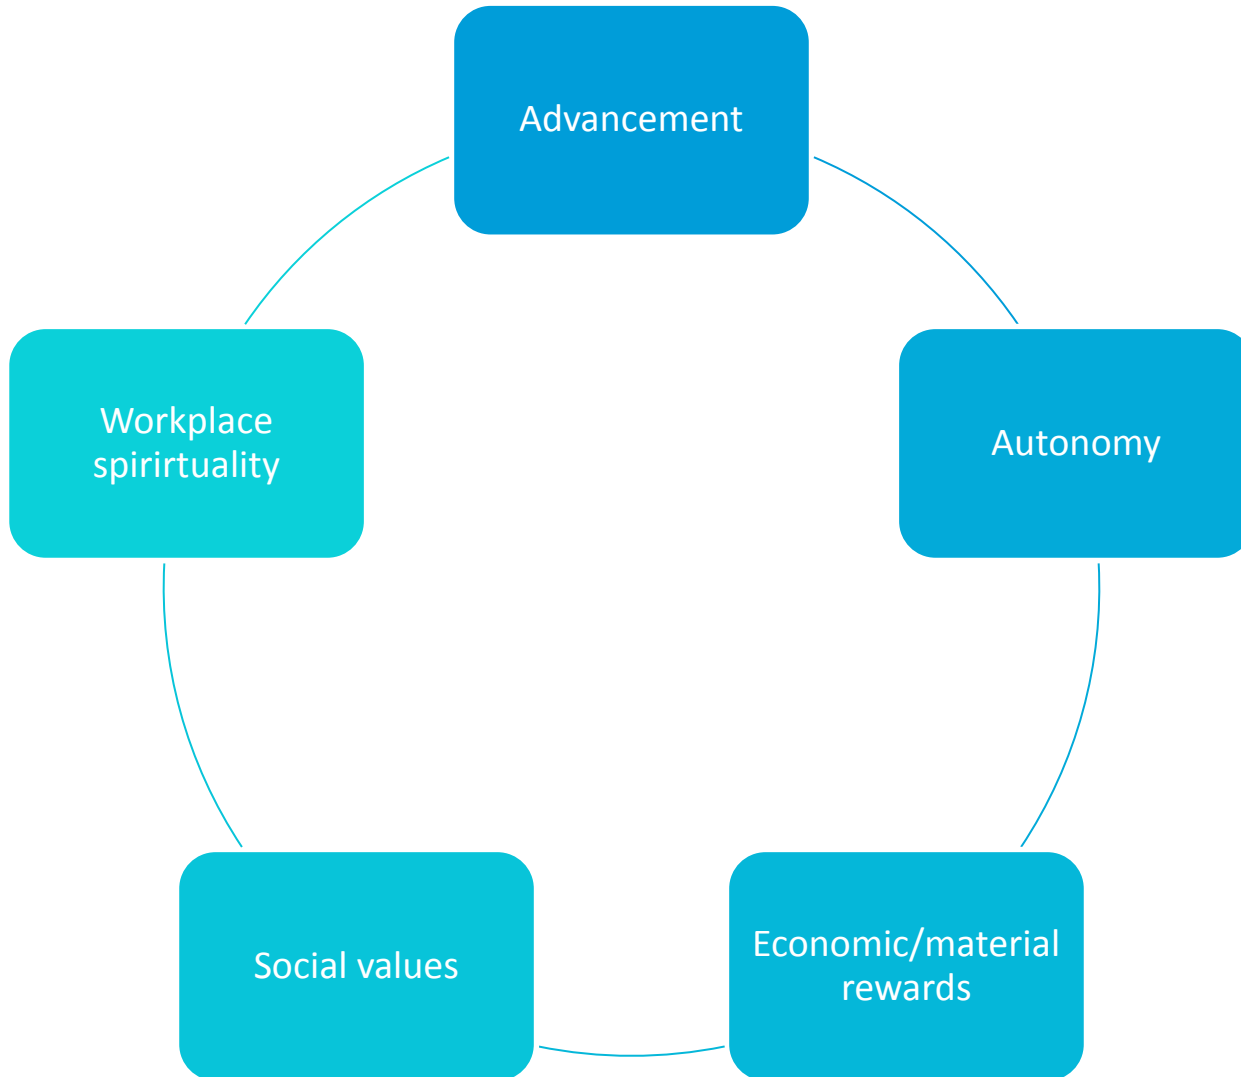 Advancement
Autonomy
Economic/material
rewards
Social values
Workplace
spirirtuality